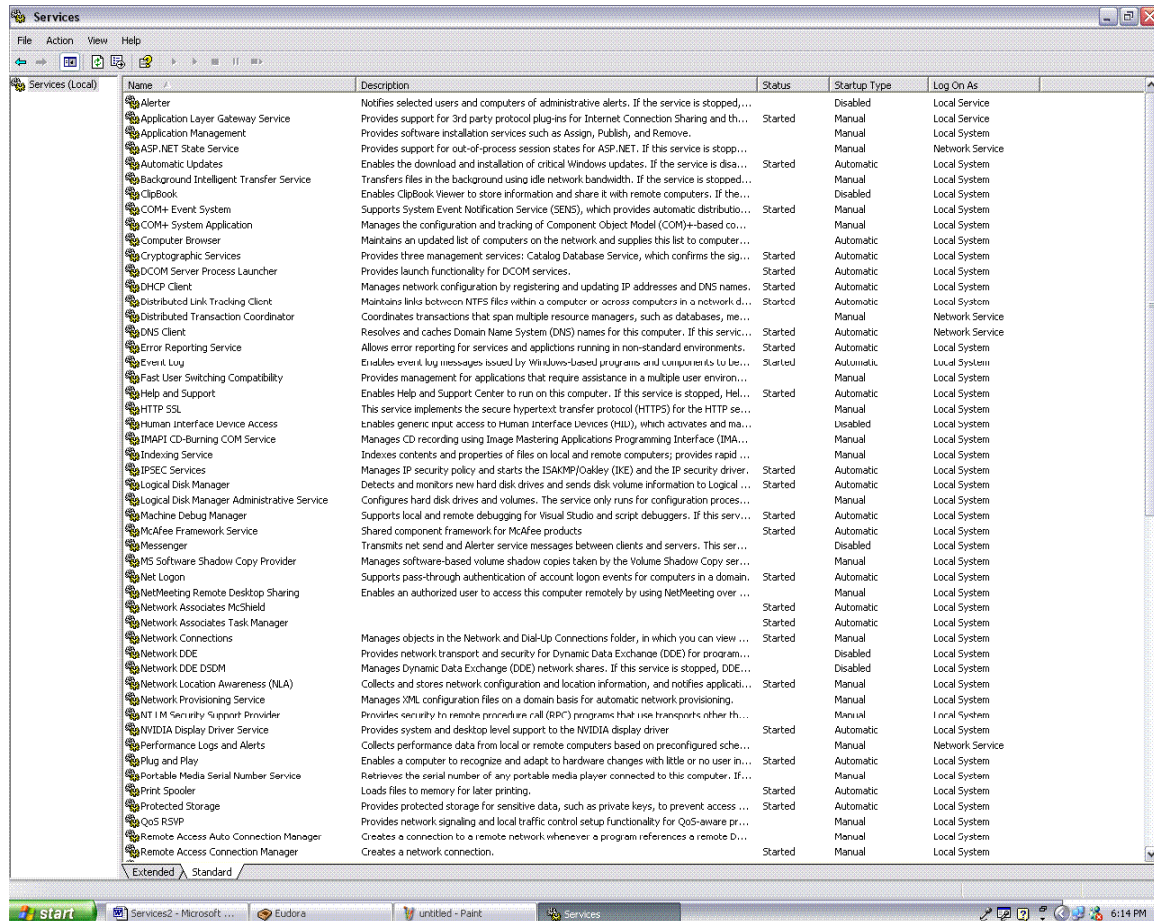 Services
File Action View Help
Services (Local)
Name Description Status Startup Type Log On As
Alerter Notifies selected users and computers of administrative alerts. If the service is stopped,... Disabled Local Service
Application Layer Gateway Service Provides support for 3rd party protocol plug-ins for Internet Connection Sharing and th... Started Manual Local Service
Application Management Provides software installation services such as Assign, Publish, and Remove. Manual Local System
ASP.NET State Service Provides support for out-of-process session states for ASP.NET. If this service is stopp... Manual Network Service
Automatic Updates Enables the download and installation of critical Windows updates. If the service is disa... Started Automatic Local System
Background Intelligent Transfer Service Transfers files in the background using idle network bandwidth. If the service is stopped... Manual Local System
ClipBook Enables ClipBook Viewer to store information and share it with remote computers. If the... Disabled Local System
COM+ Event System Supports System Event Notification Service (SENS), which provides automatic distributio... Started Manual Local System
COM+ System Application Manages the configuration and tracking of Component Object Model (COM)+-based co... Manual Local System
Computer Browser Maintains an updated list of computers on the network and supplies this list to computer... Automatic Local System
Cryptographic Services Provides three management services: Catalog Database Service, which confirms the sig... Started Automatic Local System
DCOM Server Process Launcher Provides launch functionality for DCOM services. Started Automatic Local System
DHCP Client Manages network configuration by registering and updating IP addresses and DNS names. Started Automatic Local System
Distributed Link Tracking Client Maintains links between NTFS files within a computer or across computers in a network d... Started Automatic Local System
Distributed Transaction Coordinator Coordinates transactions that span multiple resource managers, such as databases, me... Manual Network Service
DNS Client Resolves and caches Domain Name System (DNS) names for this computer. If this servic... Started Automatic Network Service
Error Reporting Service Allows error reporting for services and applictions running in non-standard environments. Started Automatic Local System
Event Log Enables event log messages issued by Windows-based programs and components to be... Started Automatic Local System
Fast User Switching Compatibility Provides management for applications that require assistance in a multiple user environ... Manual Local System
Help and Support Enables Help and Support Center to run on this computer. If this service is stopped, Hel... Started Automatic Local System
HTTP SSL This service implements the secure hypertext transfer protocol (HTTPS) for the HTTP se... Manual Local System
Human Interface Device Access Enables generic input access to Human Interface Devices (HID), which activates and ma... Disabled Local System
IMAPI CD-Burning COM Service Manages CD recording using Image Mastering Applications Programming Interface (IMA... Manual Local System
Indexing Service Indexes contents and properties of files on local and remote computers; provides rapid ... Manual Local System
IPSEC Services Manages IP security policy and starts the ISAKMP/Oakley (IKE) and the IP security driver. Started Automatic Local System
Logical Disk Manager Detects and monitors new hard disk drives and sends disk volume information to Logical ... Started Automatic Local System
Logical Disk Manager Administrative Service Configures hard disk drives and volumes. The service only runs for configuration proces... Manual Local System
Machine Debug Manager Supports local and remote debugging for Visual Studio and script debuggers. If this serv... Started Automatic Local System
McAfee Framework Service Shared component framework for McAfee products Started Automatic Local System
Messenger Transmits net send and Alerter service messages between clients and servers. This ser... Disabled Local System
MS Software Shadow Copy Provider Manages software-based volume shadow copies taken by the Volume Shadow Copy ser... Manual Local System
Net Logon Supports pass-through authentication of account logon events for computers in a domain. Started Automatic Local System
NetMeeting Remote Desktop Sharing Enables an authorized user to access this computer remotely by using NetMeeting over ... Manual Local System
Network Associates McShield Started Automatic Local System
Network Associates Task Manager Started Automatic Local System
Network Connections Manages objects in the Network and Dial-Up Connections folder, in which you can view ... Started Manual Local System
Network DDE Provides network transport and security for Dynamic Data Exchange (DDE) for program... Disabled Local System
Network DDE DSDM Manages Dynamic Data Exchange (DDE) network shares. If this service is stopped, DDE... Disabled Local System
Network Location Awareness (NLA) Collects and stores network configuration and location information, and notifies applicati... Started Manual Local System
Network Provisioning Service Manages XML configuration files on a domain basis for automatic network provisioning. Manual Local System
NT LM Security Support Provider Provides security to remote procedure call (RPC) programs that use transports other th... Manual Local System
NVIDIA Display Driver Service Provides system and desktop level support to the NVIDIA display driver Started Automatic Local System
Performance Logs and Alerts Collects performance data from local or remote computers based on preconfigured sche... Manual Network Service
Plug and Play Enables a computer to recognize and adapt to hardware changes with little or no user in... Started Automatic Local System
Portable Media Serial Number Service Retrieves the serial number of any portable media player connected to this computer. If... Manual Local System
Print Spooler Loads files to memory for later printing. Started Automatic Local System
Protected Storage Provides protected storage for sensitive data, such as private keys, to prevent access ... Started Automatic Local System
QoS RSVP Provides network signaling and local traffic control setup functionality for QoS-aware pr... Manual Local System
Remote Access Auto Connection Manager Creates a connection to a remote network whenever a program references a remote D... Manual Local System
Remote Access Connection Manager Creates a network connection. Started Manual Local System
Extended Standard
start Services2 - Microsoft ... Eudora untitled - Paint Services 6:14 PM